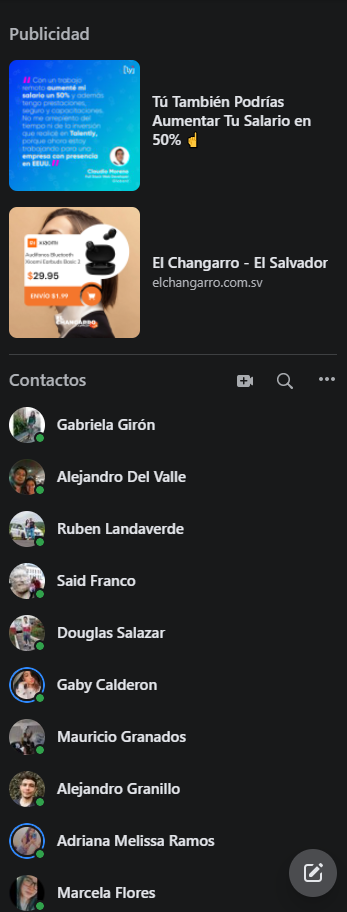 Publicidad
Con un trabajo
remoto aumenté mi
salario un 50% y además
tengo prestaciones,
seguro y capacitaciones.
No me arrepiento del
tiempo ni de la inversión
que realicé en Talently,
porque ahora estoy
trabajando para una
empresa con presencia
en EEUU.
Claudio Moreno
Tú También Podrías
Aumentar Tu Salario en
50% ☝
xiaomi
Audífonos Bluetooth
Xiaomi Earbuds Basic 2
$29.95
ENVÍO $1.99
EL CHANGARRO
El Changarro - El Salvador
elchangarro.com.sv
Contactos
Gabriela Girón
Alejandro Del Valle
Ruben Landaverde
Said Franco
Douglas Salazar
Gaby Calderon
Mauricio Granados
Alejandro Granillo
Adriana Melissa Ramos
Marcela Flores